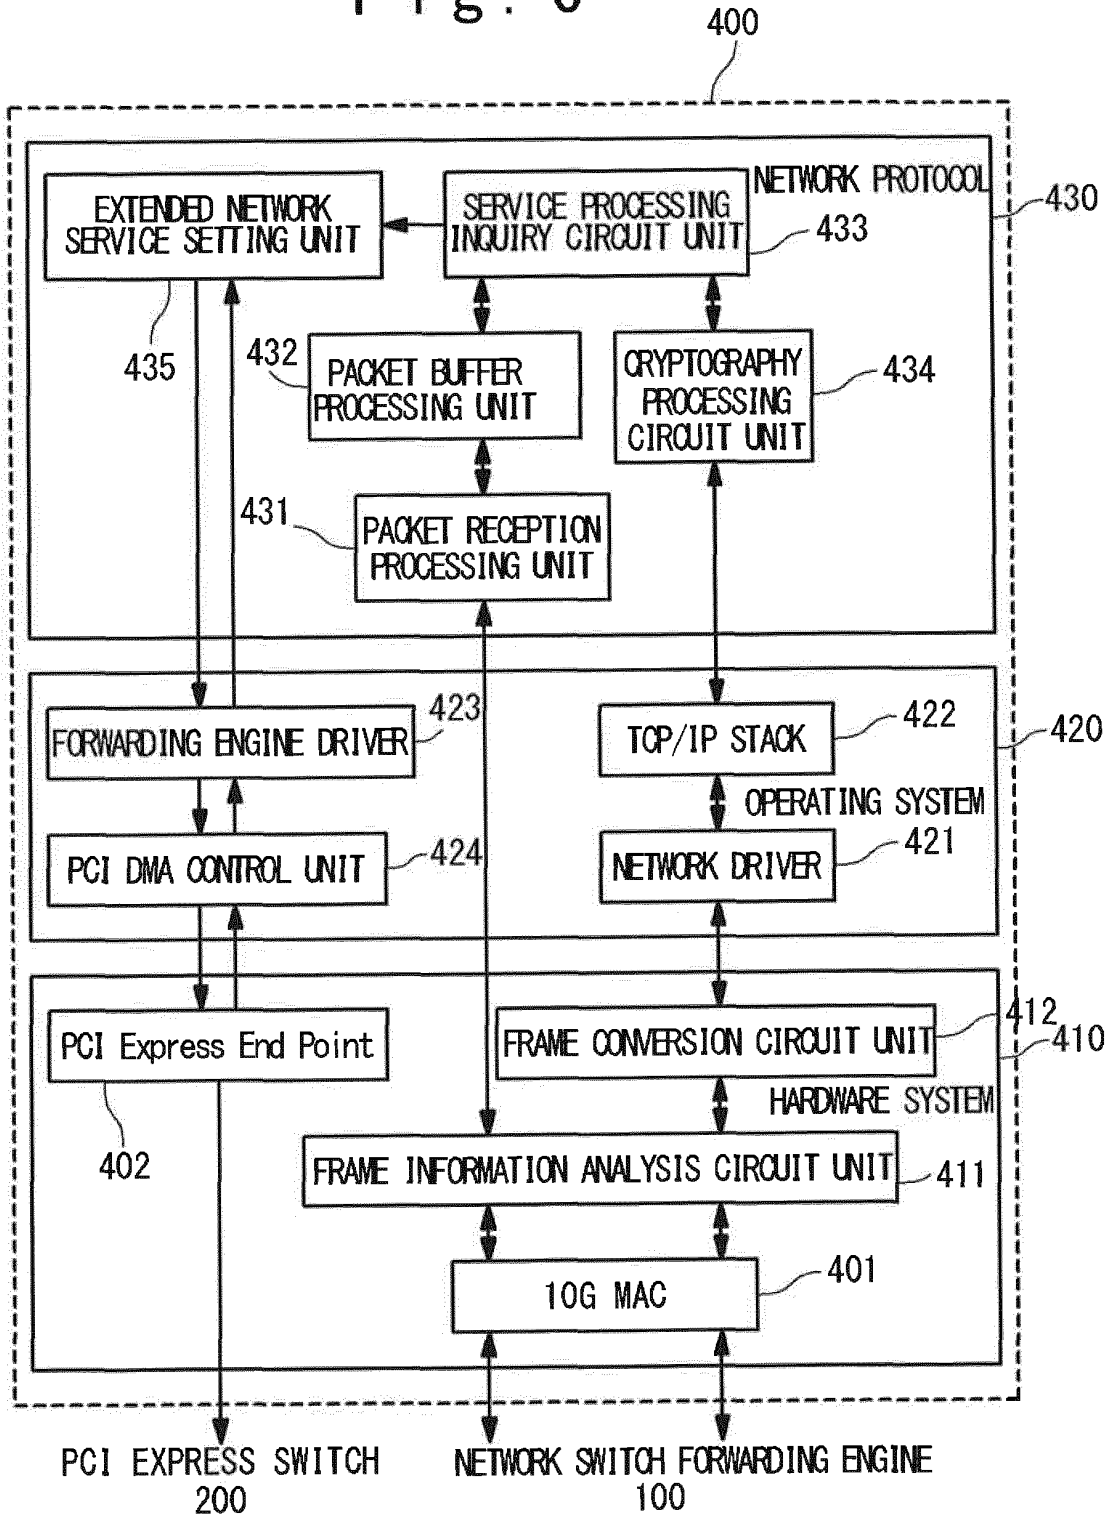 400
NETWORK PROTOCOL
430
EXTENDED NETWORK
SERVICE SETTING UNIT
435
SERVICE PROCESSING
INQUIRY CIRCUIT UNIT
433
432
PACKET BUFFER
PROCESSING UNIT
CRYPTOGRAPHY
PROCESSING
CIRCUIT UNIT
434
431
PACKET RECEPTION
PROCESSING UNIT
423
FORWARDING ENGINE DRIVER
TCP/IP STACK
422
420
OPERATING SYSTEM
PCI DMA CONTROL UNIT
424
NETWORK DRIVER
421
PCI Express End Point
402
FRAME CONVERSION CIRCUIT UNIT
412
410
HARDWARE SYSTEM
FRAME INFORMATION ANALYSIS CIRCUIT UNIT
411
10G MAC
401
PCI EXPRESS SWITCH
200
NETWORK SWITCH FORWARDING ENGINE
100